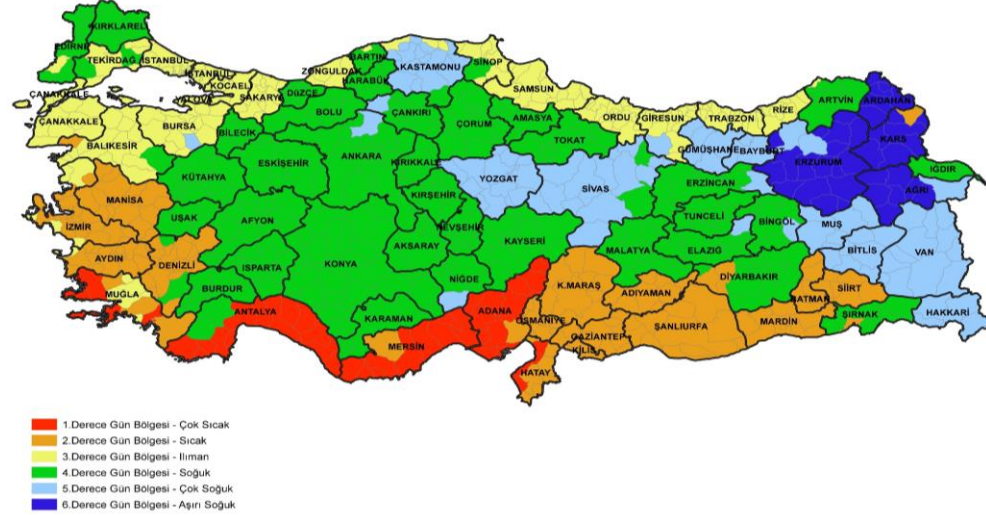 KIRKLARELİ
EDİRNE
TEKİRDAĞ
İSTANBUL
İSTANBUL
KOCAELİ
YALOVA
SAKARYA
DÜZCE
ZONGULDAK
BARTIN
KARABÜK
KASTAMONU
SİNOP
SAMSUN
ORDU
GİRESUN
TRABZON
RİZE
ARTVİN
ARDAHAN
KARS
ÇANAKKALE
ÇANAKKALE
BALIKESİR
BURSA
BİLECİK
BOLU
ÇANKIRI
ÇORUM
AMASYA
TOKAT
GÜMÜŞHANE
BAYBURT
ERZURUM
IĞDIR
AĞRI
ESKİŞEHİR
ANKARA
KIRIKKALE
YOZGAT
SİVAS
ERZİNCAN
KÜTAHYA
MANİSA
UŞAK
AFYON
KIRŞEHİR
NEVŞEHİR
KAYSERİ
TUNCELİ
BİNGÖL
MUŞ
BİTLİS
VAN
İZMİR
AYDIN
DENİZLİ
ISPARTA
KONYA
AKSARAY
NİĞDE
MALATYA
ELAZIĞ
DİYARBAKIR
BATMAN
SİİRT
ŞIRNAK
HAKKARİ
MUĞLA
BURDUR
ANTALYA
KARAMAN
MERSİN
ADANA
K.MARAŞ
ADIYAMAN
OSMANİYE
GAZİANTEP
KİLİS
ŞANLIURFA
MARDİN
HATAY
1.Derece Gün Bölgesi - Çok Sıcak
2.Derece Gün Bölgesi - Sıcak
3.Derece Gün Bölgesi - Ilıman
4.Derece Gün Bölgesi - Soğuk
5.Derece Gün Bölgesi - Çok Soğuk
6.Derece Gün Bölgesi - Aşırı Soğuk